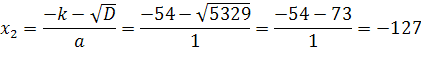 x₂ = (−k − √D)/a = (−54 − √5329)/1 = (−54 − 73)/1 = −127